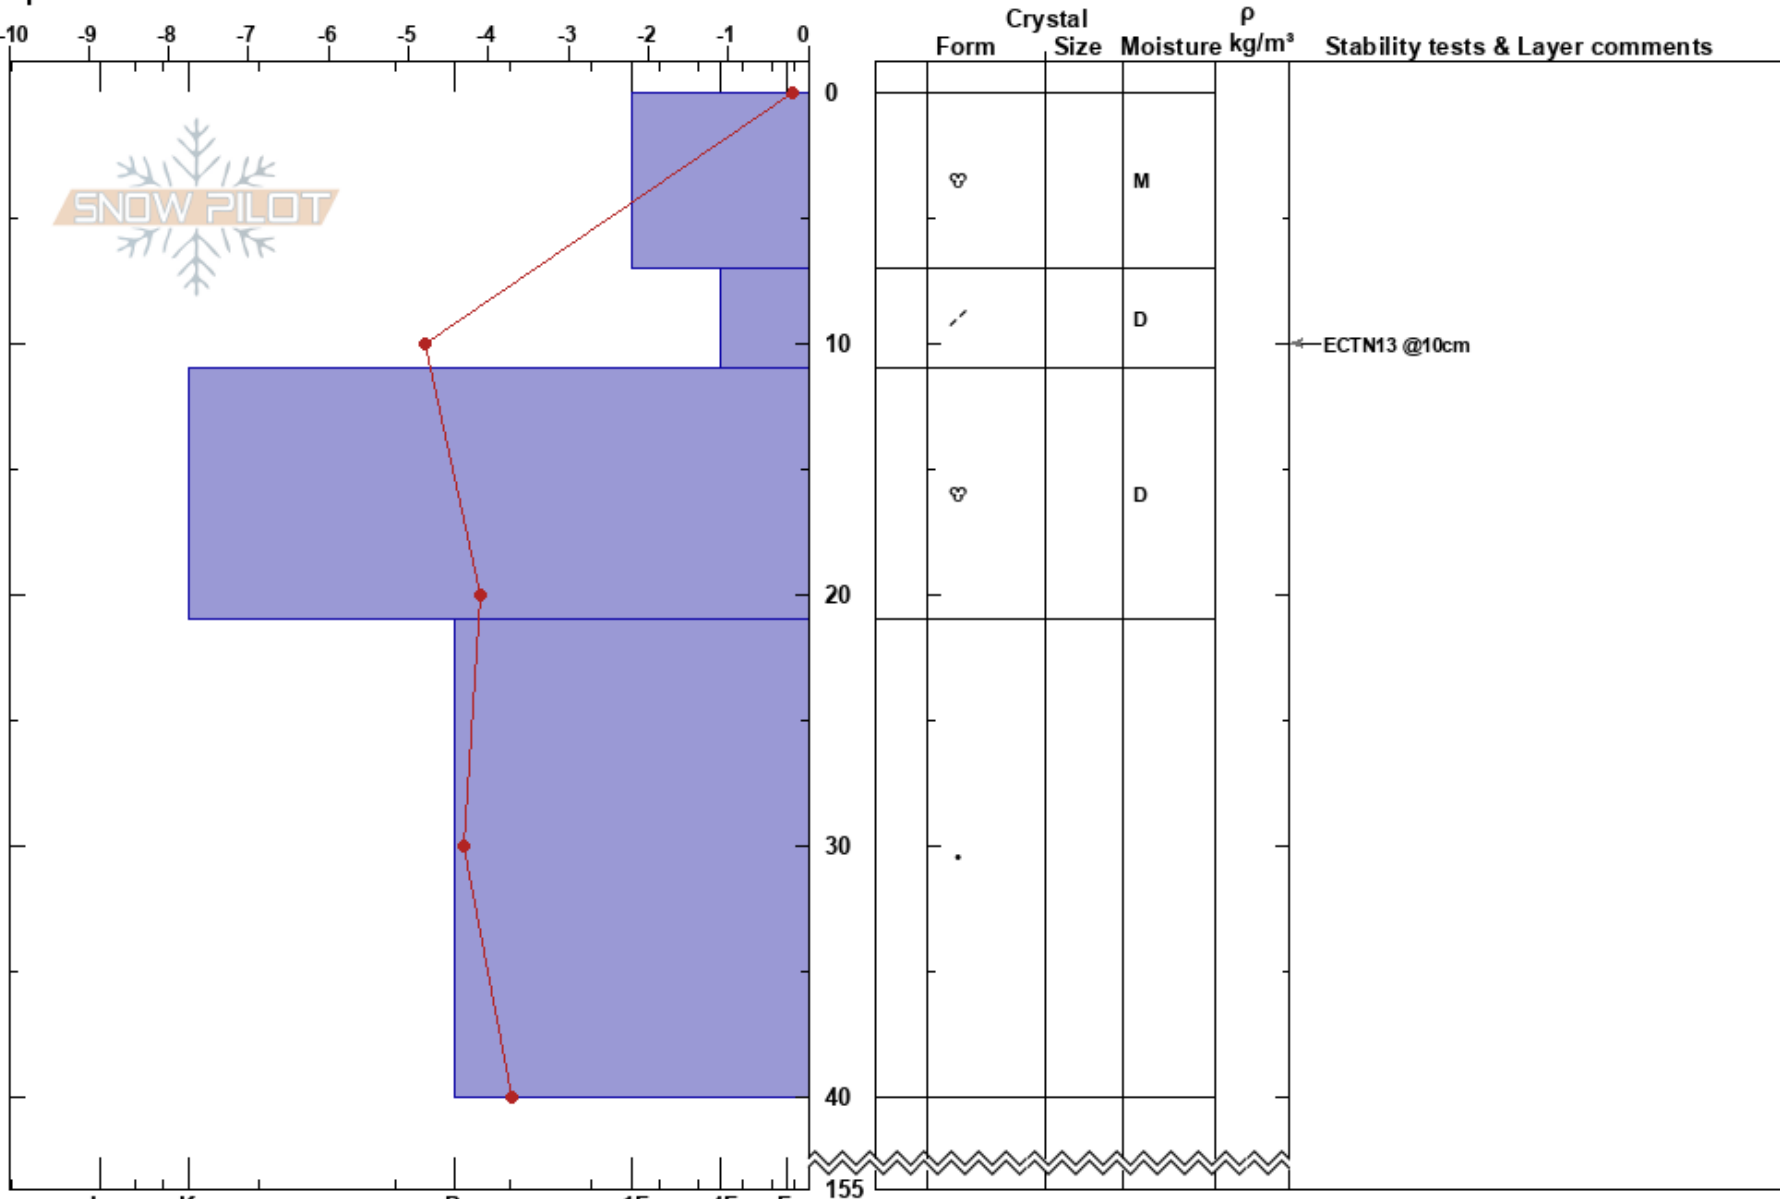 Crystal ρ
-10 -9 -8 -7 -6 -5 -4 -3 -2 -1 0 Form Size Moisture kg/m³ Stability tests & Layer comments
0
SNOW PILOT
M
D
10 ECTN13 @10cm
D
20
30
40
155